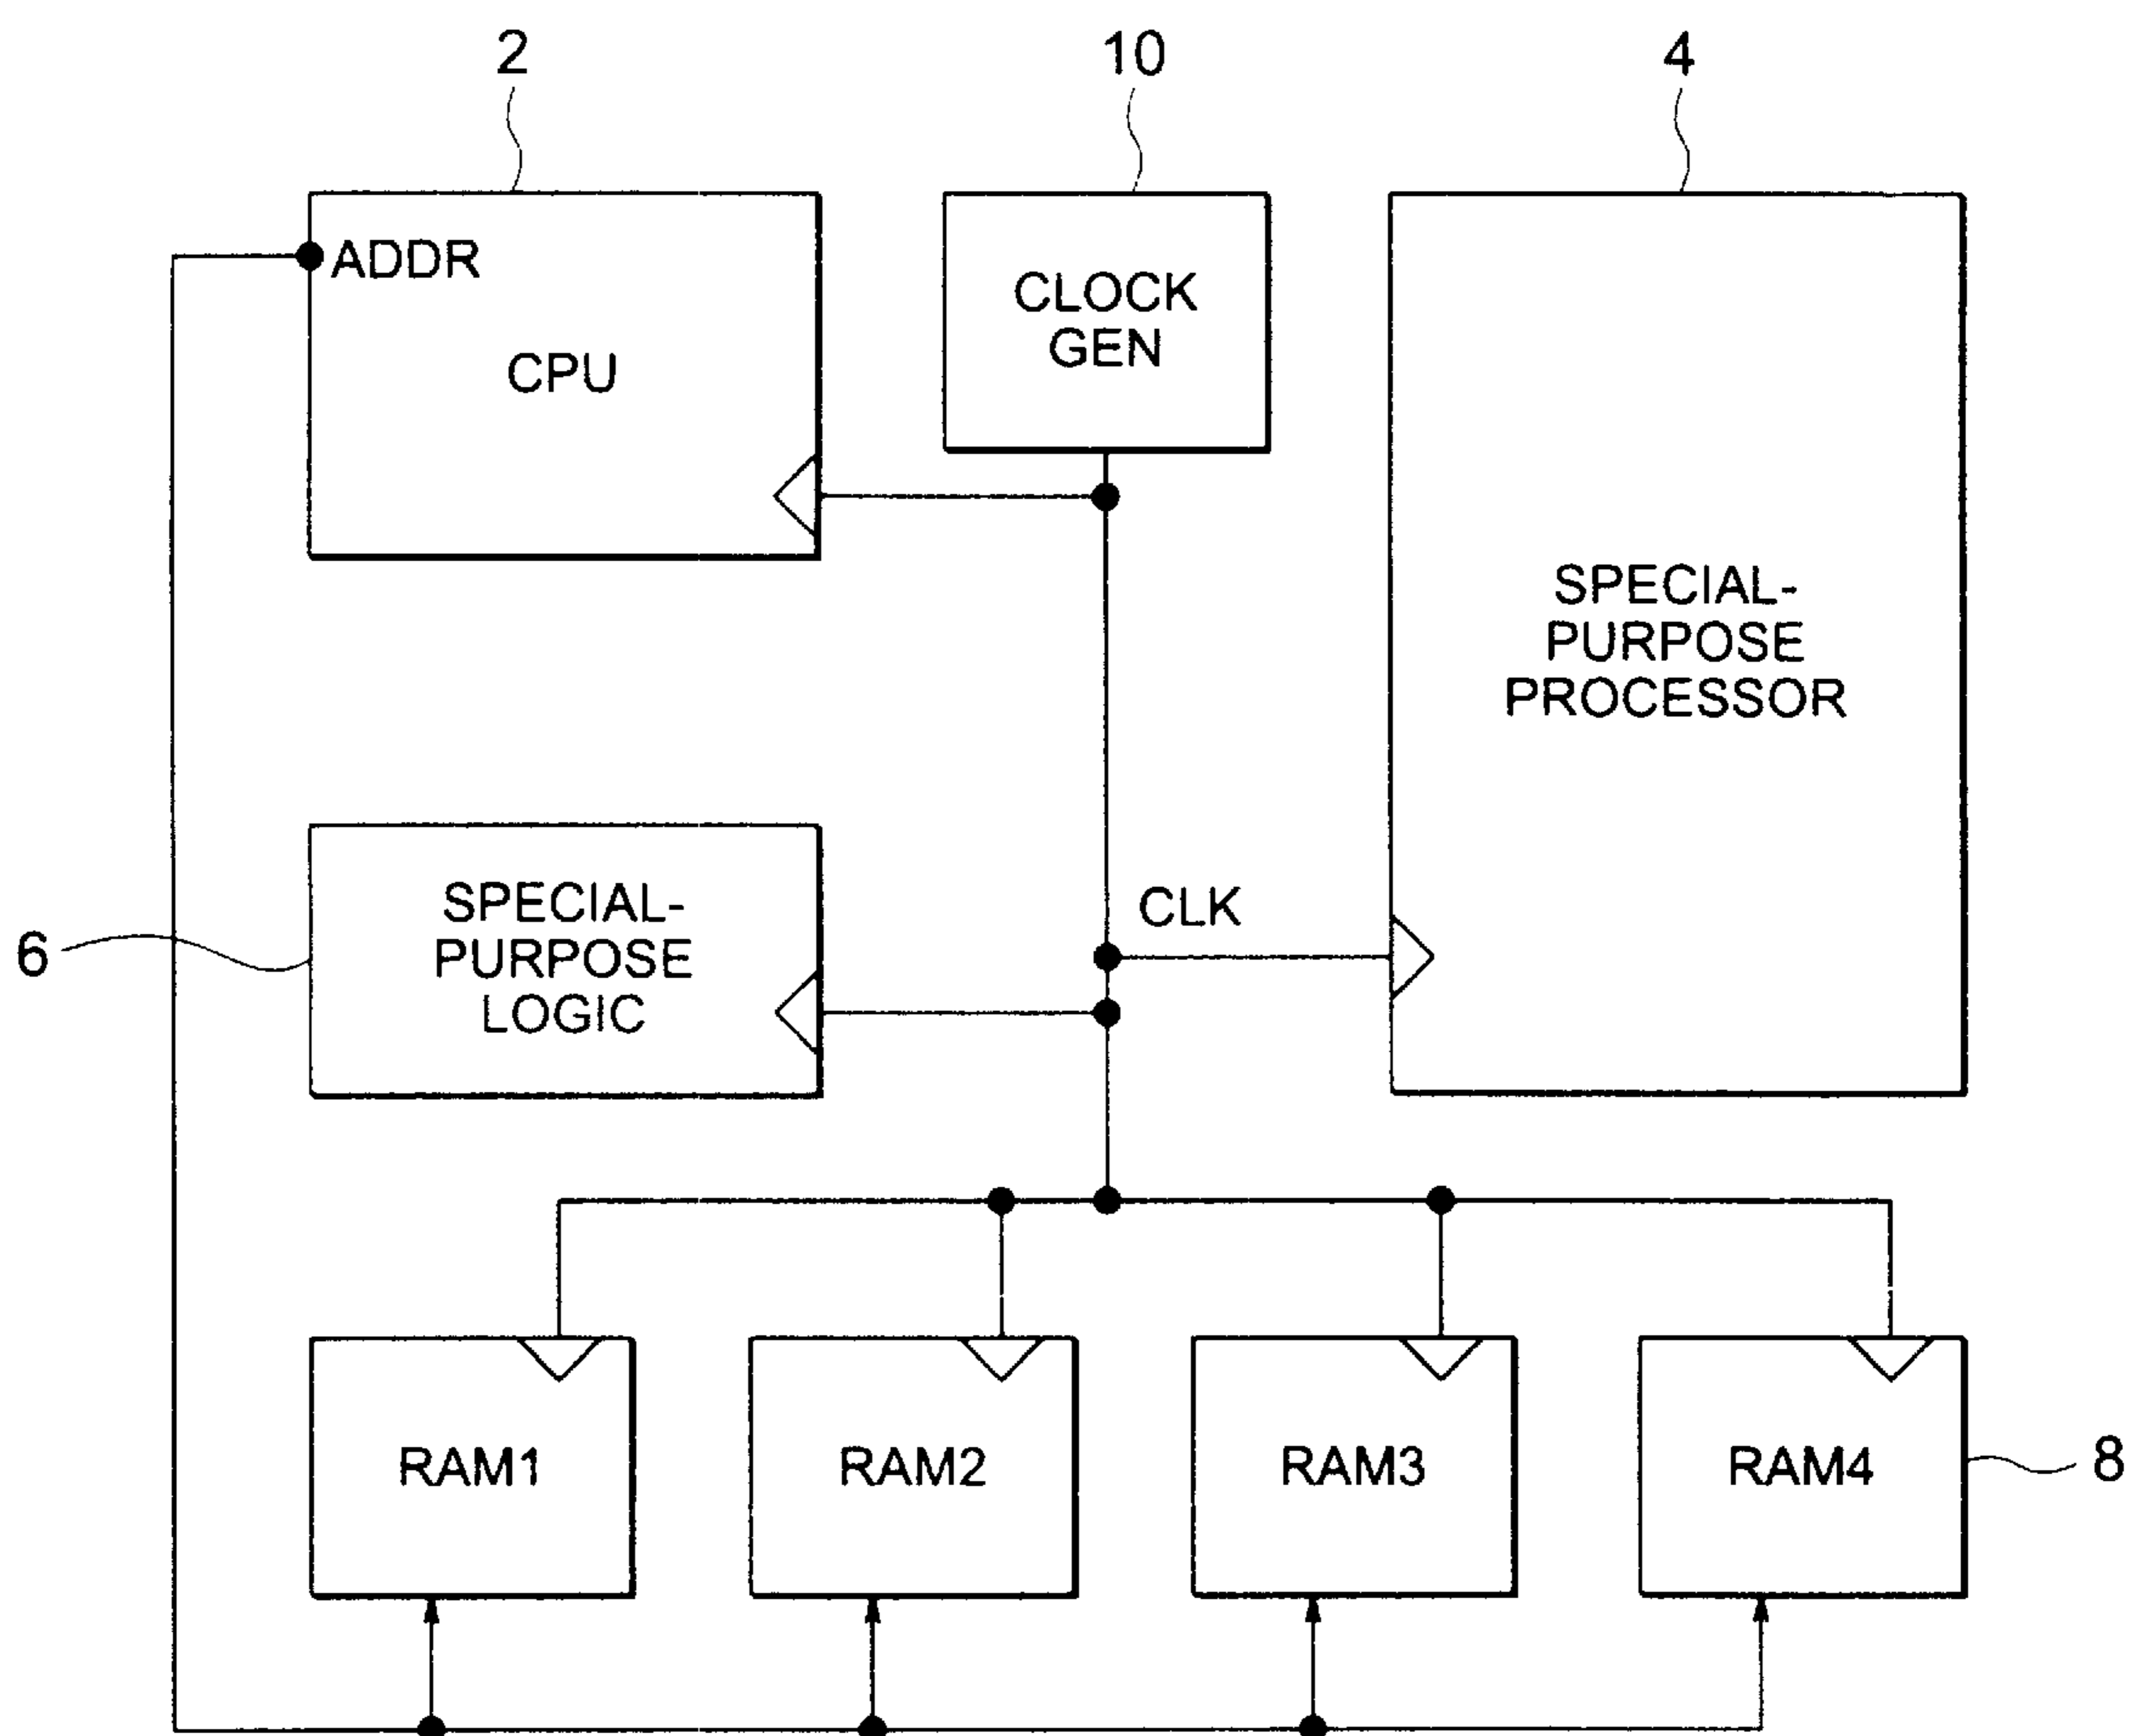 2
10
4
ADDR
CPU
CLOCK
GEN
SPECIAL-
PURPOSE
PROCESSOR
SPECIAL-
PURPOSE
LOGIC
CLK
6
RAM1
RAM2
RAM3
RAM4
8